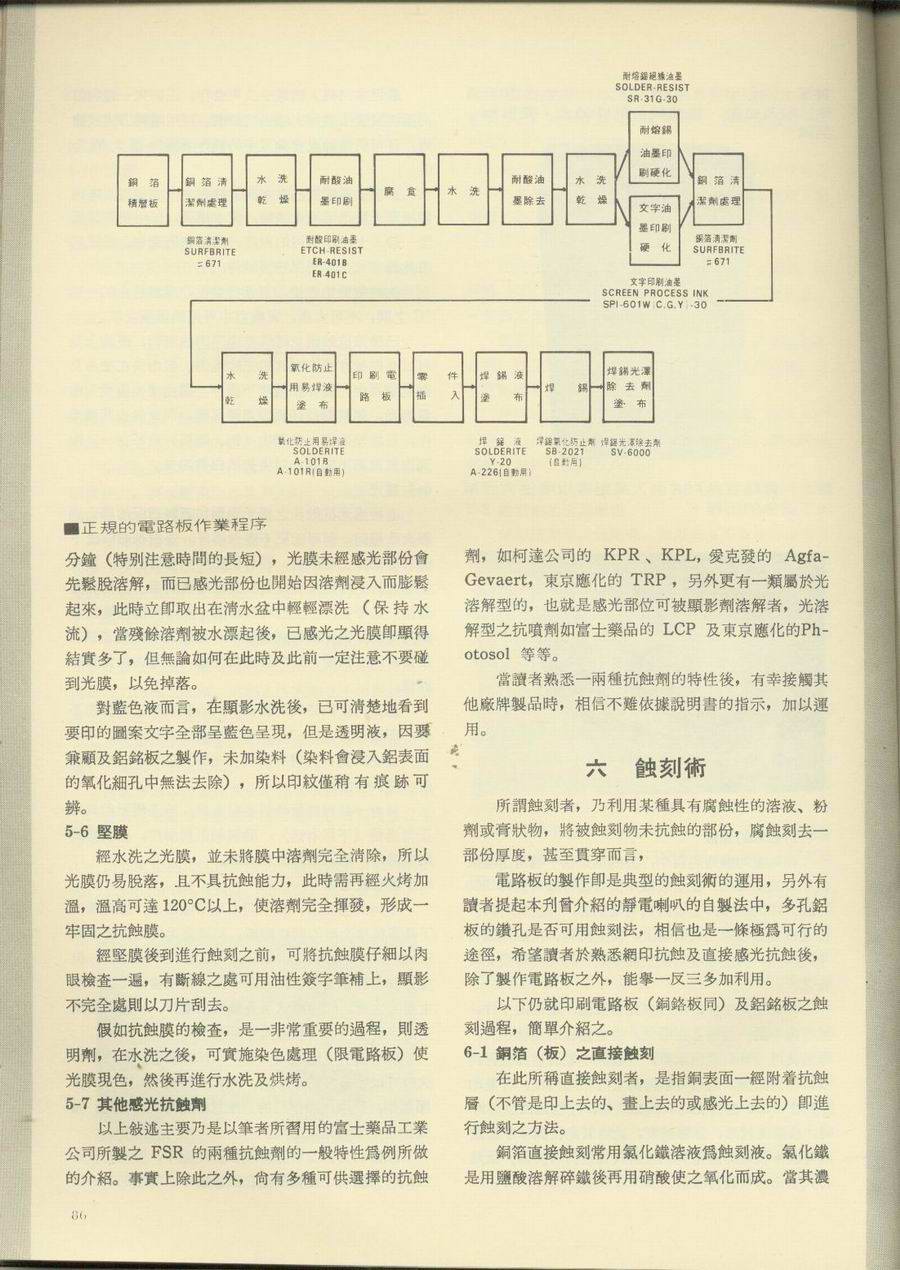 耐熔錫絕緣油墨
SOLDER-RESIST
SR-31G-30
銅箔
積層板
銅箔清
潔劑處理
水洗
乾燥
耐酸油
墨印刷
腐蝕
水洗
耐酸油
墨除去
水洗
乾燥
耐熔錫
油墨印
刷硬化
文字油
墨印刷
硬化
銅箔清
潔劑處理
銅箔清潔劑
SURFBRITE
=671
耐酸印刷油墨
ETCH-RESIST
ER-401B
ER-401C
銅箔清潔劑
SURFBRITE
=671
文字印刷油墨
SCREEN PROCESS INK
SPI-601W(C.G.Y)-30
水洗
乾燥
氧化防止
用易焊液
塗布
印刷電
路板
零件
插入
焊錫液
塗布
焊錫
焊錫光澤
除去劑
塗布
氧化防止用易焊液
SOLDERITE
A-101B
A-101R(自動用)
焊錫液
SOLDERITE
Y-20
A-226(自動用)
焊錫氧化防止劑
SB-2021
(自動用)
焊錫光澤除去劑
SV-6000
■正規的電路板作業程序
分鐘（特別注意時間的長短），光膜未經感光部份會
先鬆脫溶解，而已感光部份也開始因溶劑浸入而膨鬆
起來，此時立卽取出在清水盆中輕輕漂洗（保持水
流），當殘餘溶劑被水漂起後，已感光之光膜卽顯得
結實多了，但無論如何在此時及此前一定注意不要碰
到光膜，以免掉落。
對藍色液而言，在顯影水洗後，已可清楚地看到
要印的圖案文字全部呈藍色呈現，但是透明液，因要
兼顧及鋁銘板之製作，未加染料（染料會浸入鋁表面
的氧化細孔中無法去除），所以印紋僅稍有痕跡可
辨。
5-6 堅膜
經水洗之光膜，並未將膜中溶劑完全清除，所以
光膜仍易脫落，且不具抗蝕能力，此時需再經火烤加
溫，溫高可達120°C以上，使溶劑完全揮發，形成一
牢固之抗蝕膜。
經堅膜後到進行蝕刻之前，可將抗蝕膜仔細以肉
眼檢查一遍，有斷線之處可用油性簽字筆補上，顯影
不完全處則以刀片刮去。
假如抗蝕膜的檢查，是一非常重要的過程，則透
明劑，在水洗之後，可實施染色處理（限電路板）使
光膜現色，然後再進行水洗及烘烤。
5-7 其他感光抗蝕劑
以上敍述主要乃是以筆者所習用的富士藥品工業
公司所製之 FSR 的兩種抗蝕劑的一般特性爲例所做
的介紹。事實上除此之外，尙有多種可供選擇的抗蝕
劑，如柯達公司的 KPR、KPL, 愛克發的 Agfa-
Gevaert，東京應化的 TRP，另外更有一類屬於光
溶解型的，也就是感光部位可被顯影劑溶解者，光溶
解型之抗噴劑如富士藥品的 LCP 及東京應化的Ph-
otosol 等等。
當讀者熟悉一兩種抗蝕劑的特性後，有幸接觸其
他廠牌製品時，相信不難依據說明書的指示，加以運
用。
六 蝕刻術
所謂蝕刻者，乃利用某種具有腐蝕性的溶液、粉
劑或膏狀物，將被蝕刻物未抗蝕的部份，腐蝕刻去一
部份厚度，甚至貫穿而言，
電路板的製作卽是典型的蝕刻術的運用，另外有
讀者提起本刊曾介紹的靜電喇叭的自製法中，多孔鋁
板的鑽孔是否可用蝕刻法，相信也是一條極爲可行的
途徑，希望讀者於熟悉網印抗蝕及直接感光抗蝕後，
除了製作電路板之外，能舉一反三多加利用。
以下仍就印刷電路板（銅銘板同）及鋁銘板之蝕
刻過程，簡單介紹之。
6-1 銅箔（板）之直接蝕刻
在此所稱直接蝕刻者，是指銅表面一經附着抗蝕
層（不管是印上去的、畫上去的或感光上去的）卽進
行蝕刻之方法。
銅箔直接蝕刻常用氯化鐵溶液爲蝕刻液。氯化鐵
是用鹽酸溶解碎鐵後再用硝酸使之氧化而成。當其濃
86